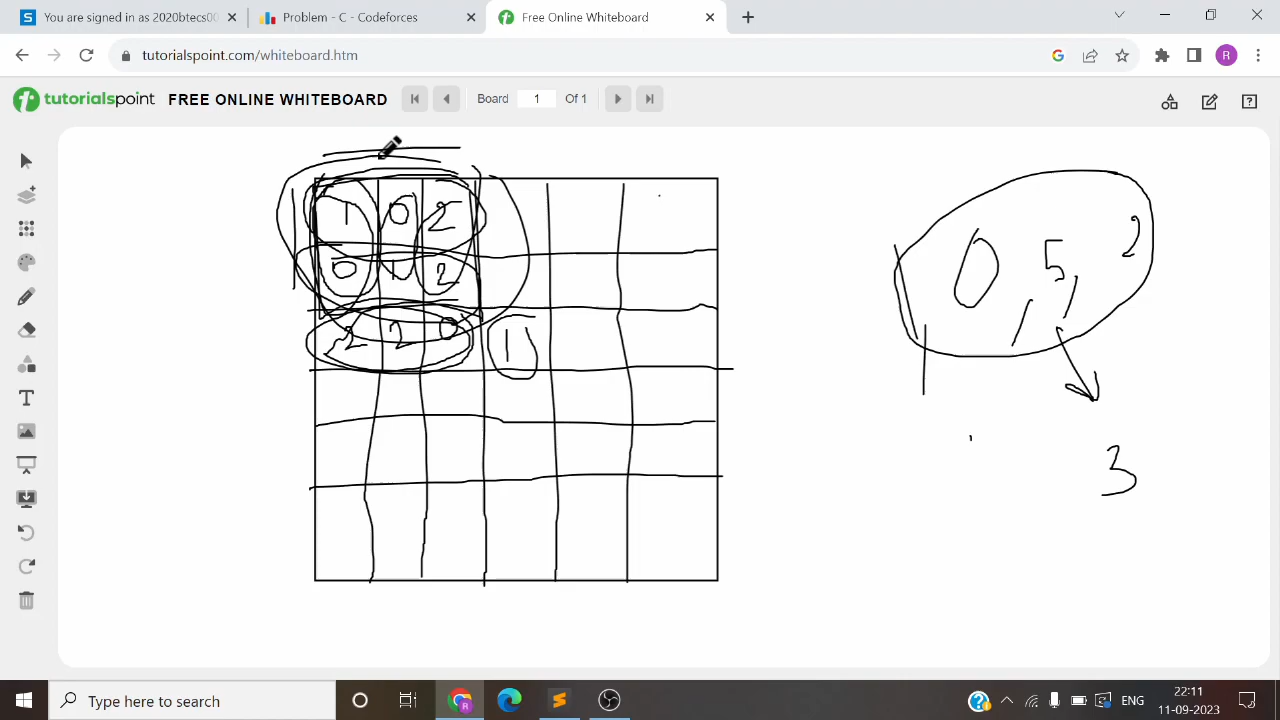 You are signed in as 2020btecs00
Problem - C - Codeforces
Free Online Whiteboard
tutorialspoint.com/whiteboard.htm
R
tutorialspoint FREE ONLINE WHITEBOARD
Board 1 Of 1
1 0 2
0 1 2
2 2 0 1
0, 5, 2
3
Type here to search
ENG
22:11
11-09-2023